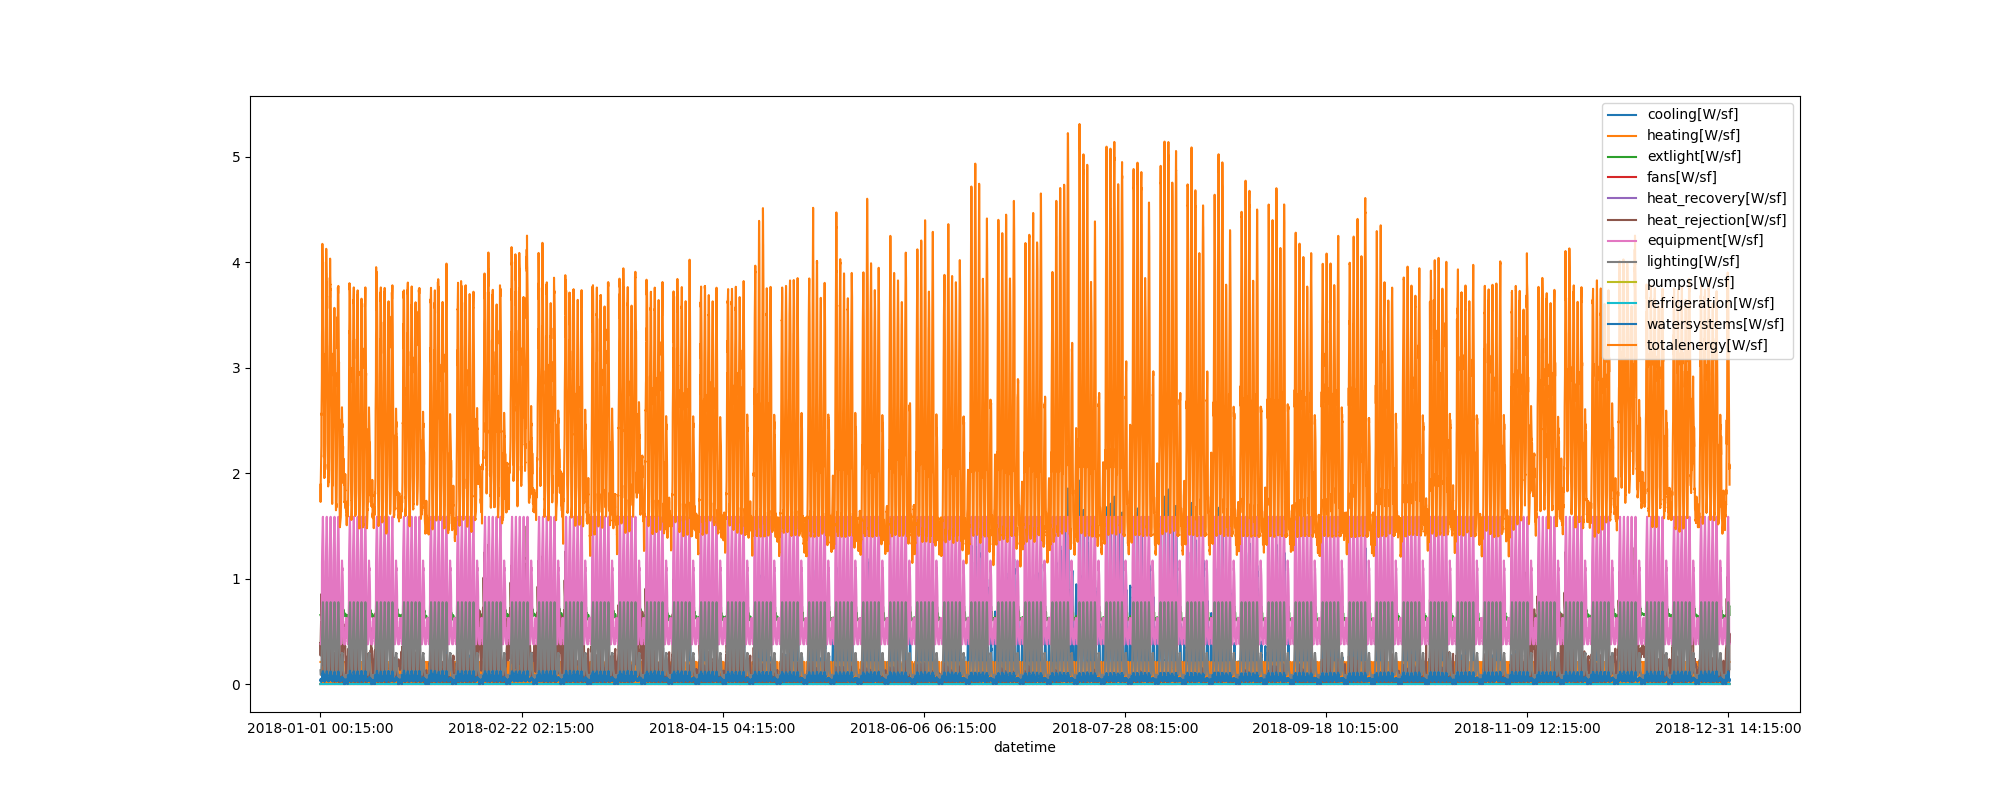 cooling[W/sf]
heating[W/sf]
extlight[W/sf]
fans[W/sf]
heat_recovery[W/sf]
heat_rejection[W/sf]
equipment[W/sf]
lighting[W/sf]
pumps[W/sf]
refrigeration[W/sf]
watersystems[W/sf]
totalenergy[W/sf]
5
4
3
2
1
0
2018-01-01 00:15:00 2018-02-22 02:15:00 2018-04-15 04:15:00 2018-06-06 06:15:00 2018-07-28 08:15:00 2018-09-18 10:15:00 2018-11-09 12:15:00 2018-12-31 14:15:00
datetime